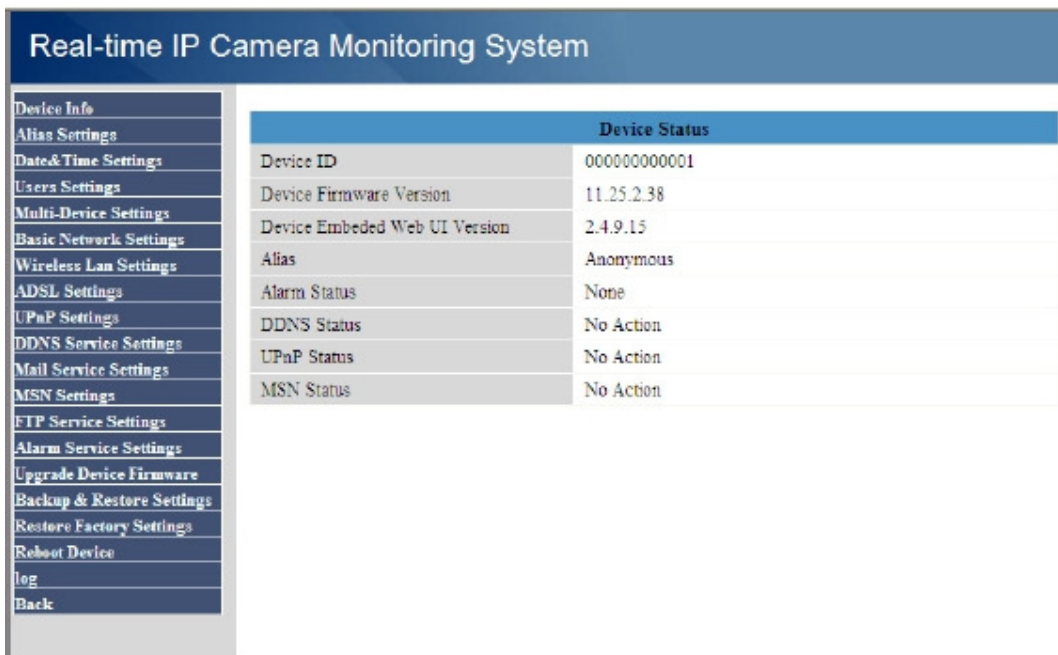 Real-time IP Camera Monitoring System
Device Info
Alias Settings
Date&Time Settings
Users Settings
Multi-Device Settings
Basic Network Settings
Wireless Lan Settings
ADSL Settings
UPnP Settings
DDNS Service Settings
Mail Service Settings
MSN Settings
FTP Service Settings
Alarm Service Settings
Upgrade Device Firmware
Backup & Restore Settings
Restore Factory Settings
Reboot Device
log
Back
Device Status
Device ID 000000000001
Device Firmware Version 11.25.2.38
Device Embeded Web UI Version 2.4.9.15
Alias Anonymous
Alarm Status None
DDNS Status No Action
UPnP Status No Action
MSN Status No Action